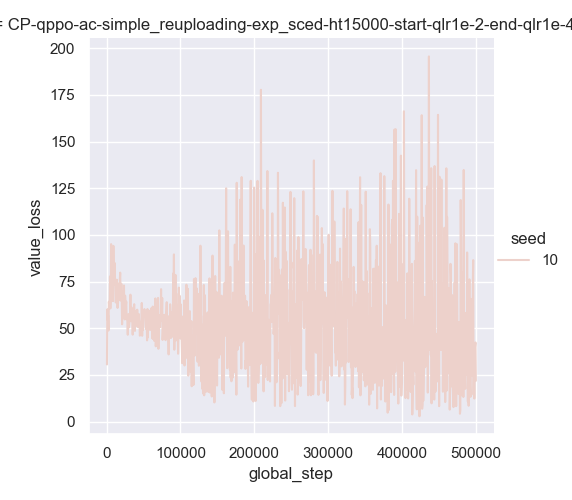 = CP-qppo-ac-simple_reuploading-exp_sced-ht15000-start-qlr1e-2-end-qlr1e-4
200
175
150
125
100
75
50
25
0
value_loss
0 100000 200000 300000 400000 500000
global_step
seed
10